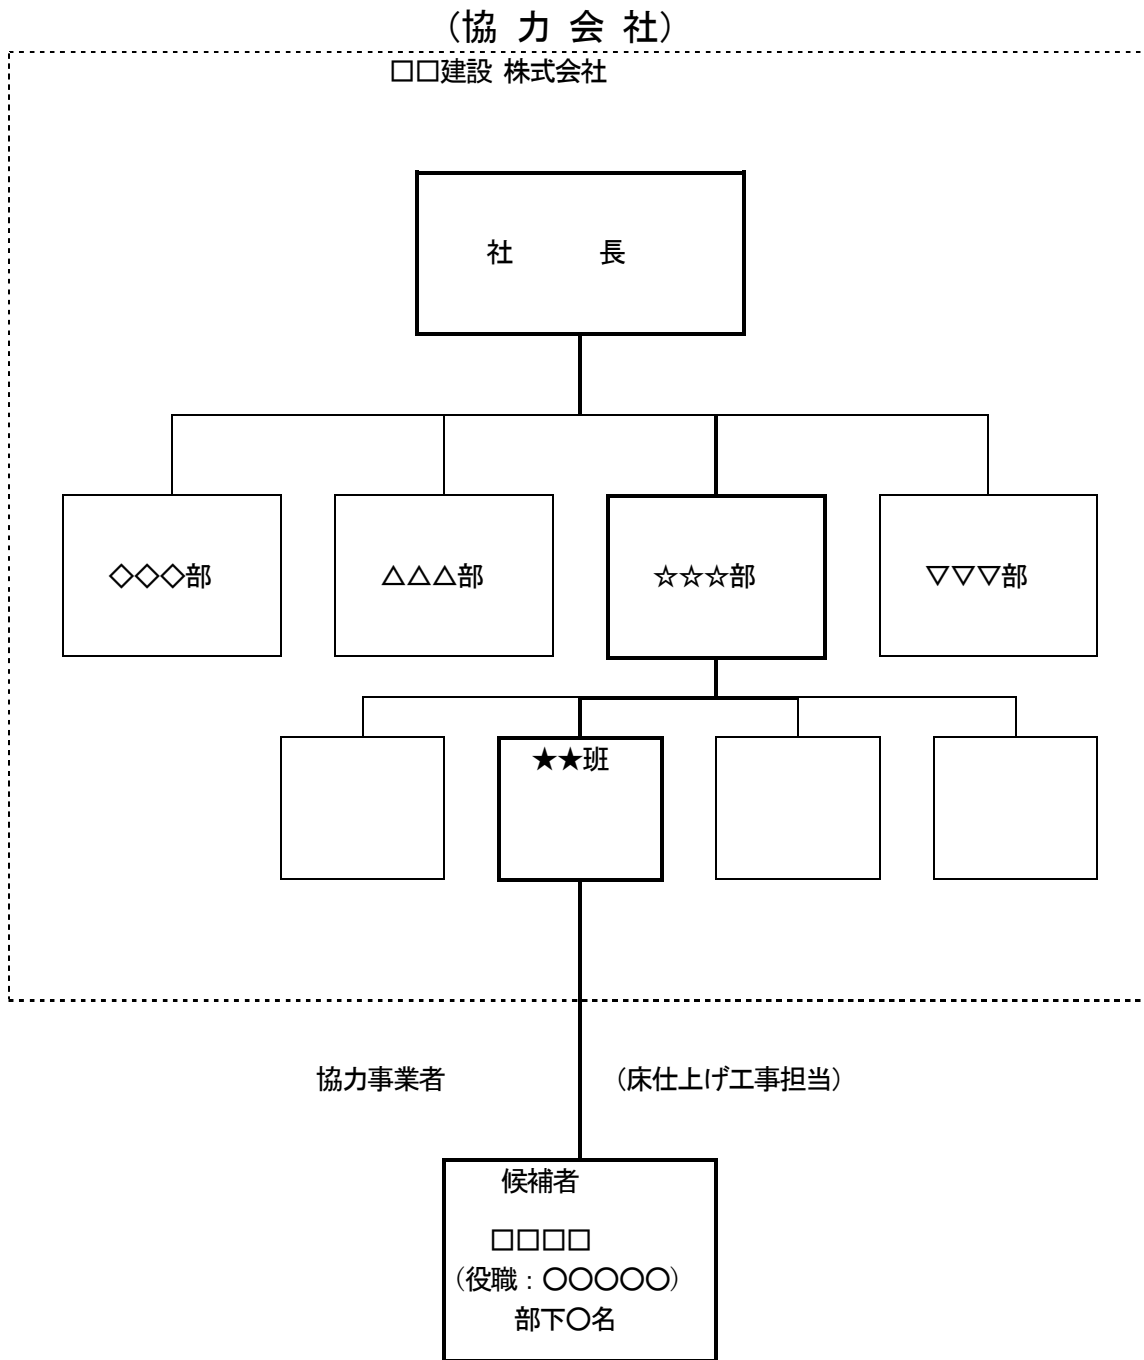 （協 力 会 社）
□□建設 株式会社
社 長
◇◇◇部 △△△部 ☆☆☆部 ▽▽▽部
★★班
協力事業者 （床仕上げ工事担当）
候補者
□□□□
（役職：○○○○○）
部下○名